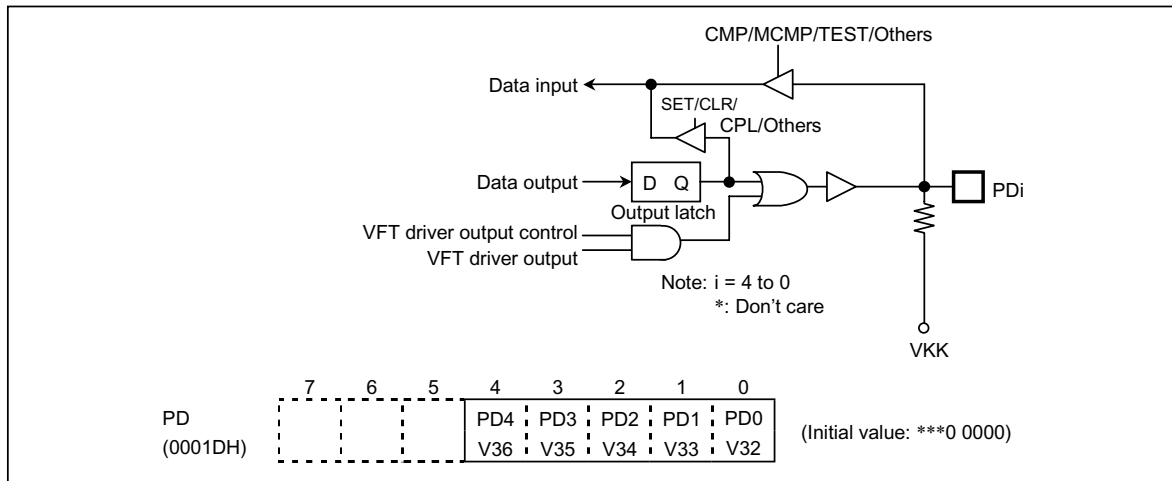 CMP/MCMP/TEST/Others
Data input
SET/CLR/
CPL/Others
Data output
D Q
Output latch
PDi
VFT driver output control
VFT driver output
Note: i = 4 to 0
*: Don’t care
VKK
7 6 5 4 3 2 1 0
PD PD4 PD3 PD2 PD1 PD0
(0001DH) V36 V35 V34 V33 V32
(Initial value: ***0 0000)